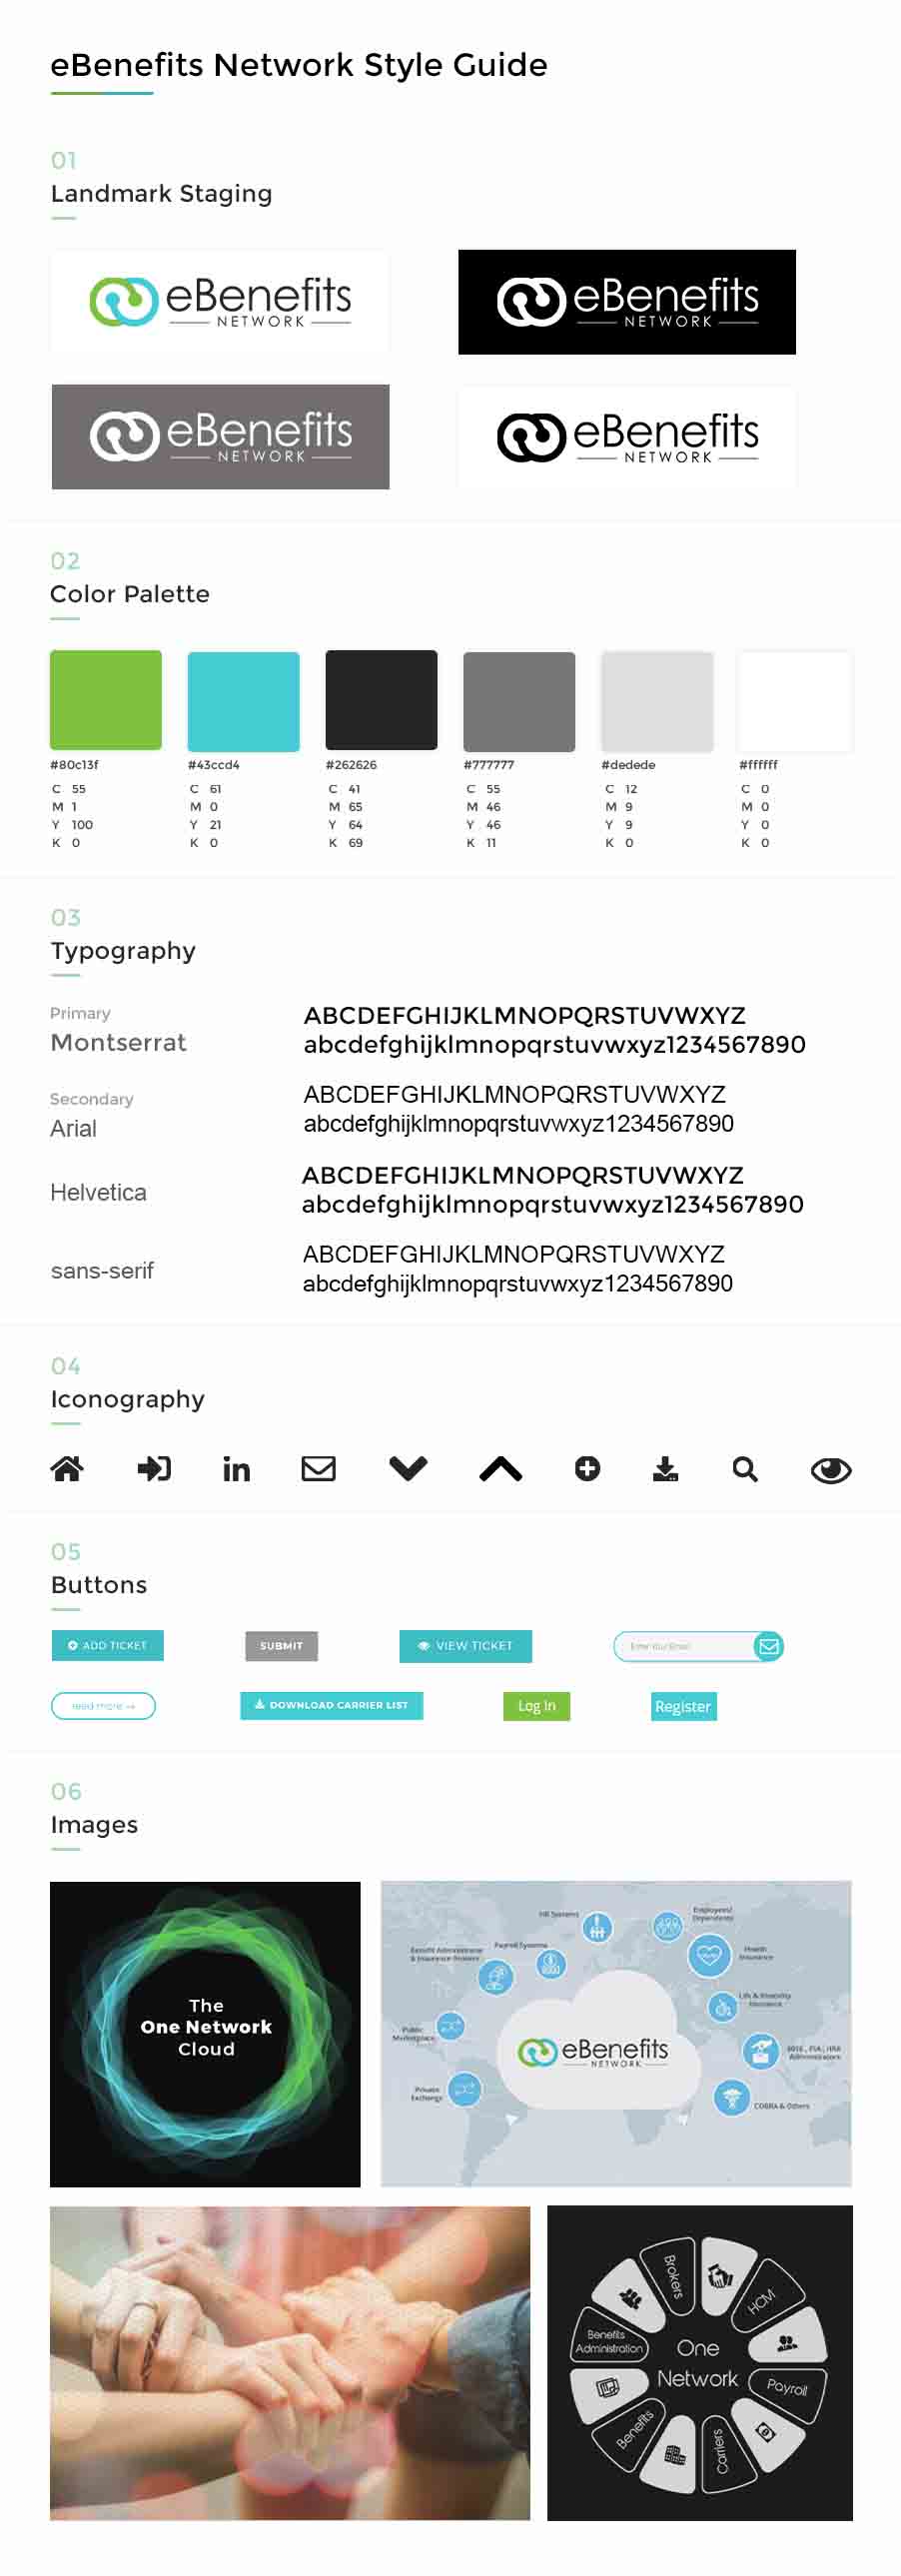 eBenefits Network Style Guide
01
Landmark Staging
eBenefits
NETWORK
eBenefits
NETWORK
eBenefits
NETWORK
eBenefits
NETWORK
02
Color Palette
#80c13f
C 55
M 1
Y 100
K 0
#43ccd4
C 61
M 0
Y 21
K 0
#262626
C 41
M 65
Y 64
K 69
#777777
C 55
M 46
Y 46
K 11
#dedede
C 12
M 9
Y 9
K 0
#ffffff
C 0
M 0
Y 0
K 0
03
Typography
Primary
Montserrat
ABCDEFGHIJKLMNOPQRSTUVWXYZ
abcdefghijklmnopqrstuvwxyz1234567890
Secondary
Arial
ABCDEFGHIJKLMNOPQRSTUVWXYZ
abcdefghijklmnopqrstuvwxyz1234567890
Helvetica
ABCDEFGHIJKLMNOPQRSTUVWXYZ
abcdefghijklmnopqrstuvwxyz1234567890
sans-serif
ABCDEFGHIJKLMNOPQRSTUVWXYZ
abcdefghijklmnopqrstuvwxyz1234567890
04
Iconography
in
05
Buttons
ADD TICKET
SUBMIT
VIEW TICKET
Enter Your Email
read more →
DOWNLOAD CARRIER LIST
Log In
Register
06
Images
The
One Network
Cloud
HR Systems
Employees/
Dependents
Payroll Systems
Benefit Administrator
& Insurance Brokers
Health
Insurance
Life & Disability
Insurance
Public
Marketplace
eBenefits
NETWORK
401K , FSA , HRA
Administrators
Private
Exchange
COBRA & Others
One
Network
Brokers
HCM
Payroll
Carriers
Benefits
Benefits
Administration